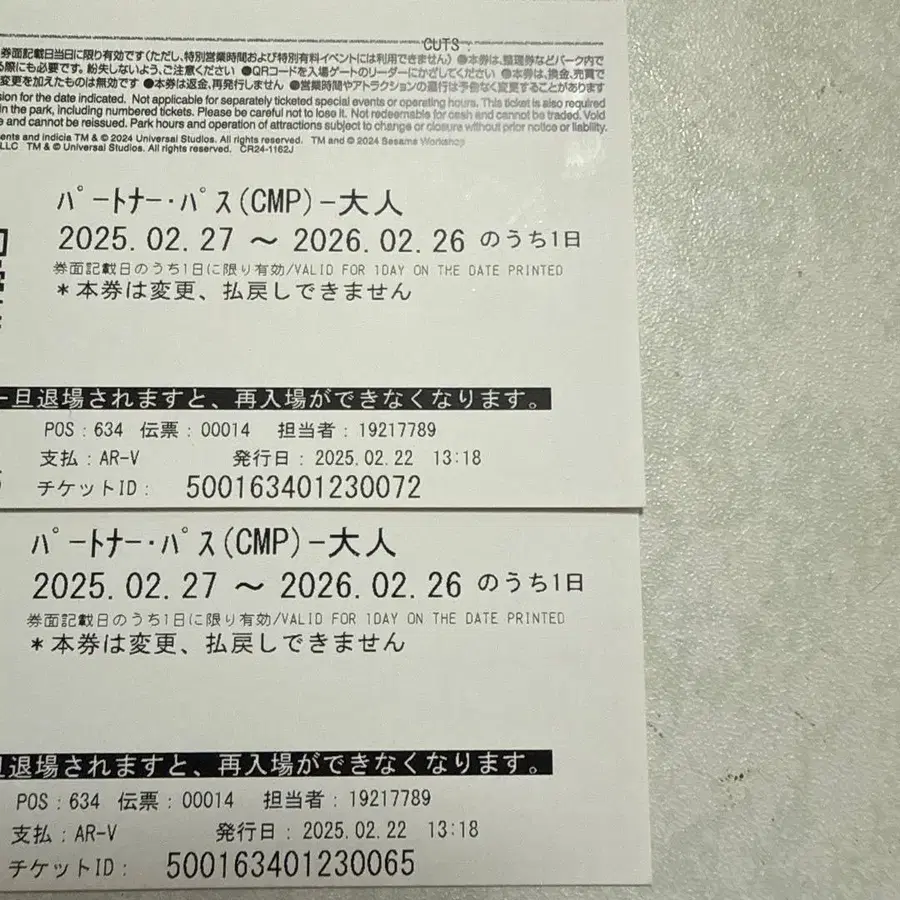 CUTS
券面記載日当日に限り有効です(ただし、特別営業時間および特別有料イベントには利用できません) ●本券は、整理券などパーク内で
る際にも必要です。紛失しないよう、ご注意ください ●QRコードを入場ゲートのリーダーにかざしてください ●本券は、換金、売買で
変更を加えたものは無効です ●本券は返金、再発行しません ●営業時間やアトラクションの運行は予告なく変更することがあります
sion for the date indicated. Not applicable for separately ticketed special events or operating hours. This ticket is also required
in the park, including numbered tickets. Please be careful not to lose it. Not redeemable for cash and cannot be traded. Void
e and cannot be reissued. Park hours and operation of attractions subject to change or closure without prior notice or liability.
ents and indicia TM & © 2024 Universal Studios. All rights reserved. TM and © 2024 Sesame Workshop
LLC TM & © Universal Studios. All rights reserved. CR24-1162J
パートナー・パス(CMP)-大人
2025.02.27 ～ 2026.02.26 のうち1日
券面記載日のうち1日に限り有効/VALID FOR 1DAY ON THE DATE PRINTED
*本券は変更、払戻しできません
一旦退場されますと、再入場ができなくなります。
POS:634 伝票:00014 担当者:19217789
支払:AR-V 発行日:2025.02.22 13:18
チケットID: 500163401230072
パートナー・パス(CMP)-大人
2025.02.27 ～ 2026.02.26 のうち1日
券面記載日のうち1日に限り有効/VALID FOR 1DAY ON THE DATE PRINTED
*本券は変更、払戻しできません
旦退場されますと、再入場ができなくなります。
POS:634 伝票:00014 担当者:19217789
支払:AR-V 発行日:2025.02.22 13:18
チケットID: 500163401230065